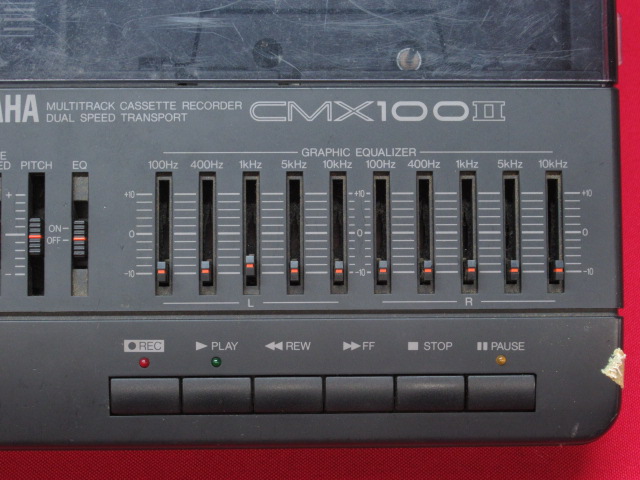 AHA MULTITRACK CASSETTE RECORDER
DUAL SPEED TRANSPORT
CMX100II
GRAPHIC EQUALIZER
E
ED PITCH EQ
100Hz 400Hz 1kHz 5kHz 10kHz 100Hz 400Hz 1kHz 5kHz 10kHz
+ +10 +10 +10
ON
OFF
0 0 0 0
- -10 -10 -10
L R
REC PLAY REW FF STOP PAUSE